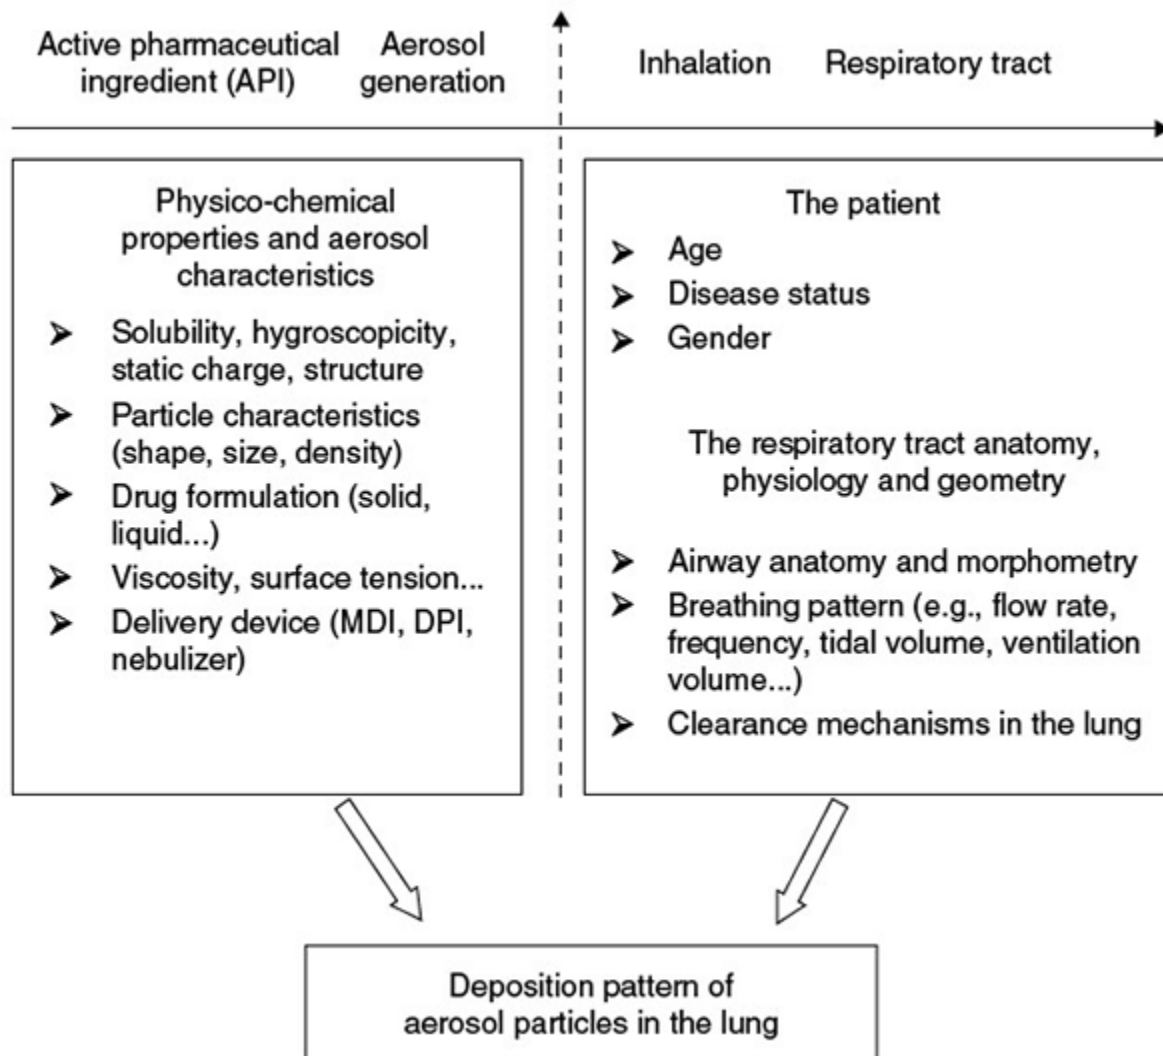 Active pharmaceutical
ingredient (API)
Aerosol
generation
Inhalation
Respiratory tract
Physico-chemical
properties and aerosol
characteristics
➢ Solubility, hygroscopicity,
static charge, structure
➢ Particle characteristics
(shape, size, density)
➢ Drug formulation (solid,
liquid...)
➢ Viscosity, surface tension...
➢ Delivery device (MDI, DPI,
nebulizer)
The patient
➢ Age
➢ Disease status
➢ Gender
The respiratory tract anatomy,
physiology and geometry
➢ Airway anatomy and morphometry
➢ Breathing pattern (e.g., flow rate,
frequency, tidal volume, ventilation
volume...)
➢ Clearance mechanisms in the lung
Deposition pattern of
aerosol particles in the lung